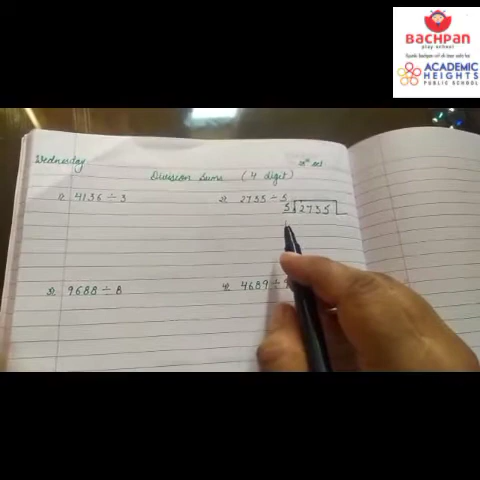 BACHPAN
play school
ACADEMIC
HEIGHTS
PUBLIC SCHOOL
Wednesday
Division Sums (4 digit)
1) 4136 ÷ 3
2) 2735 ÷ 5
5 2735
3) 9688 ÷ 8
4) 4689 ÷